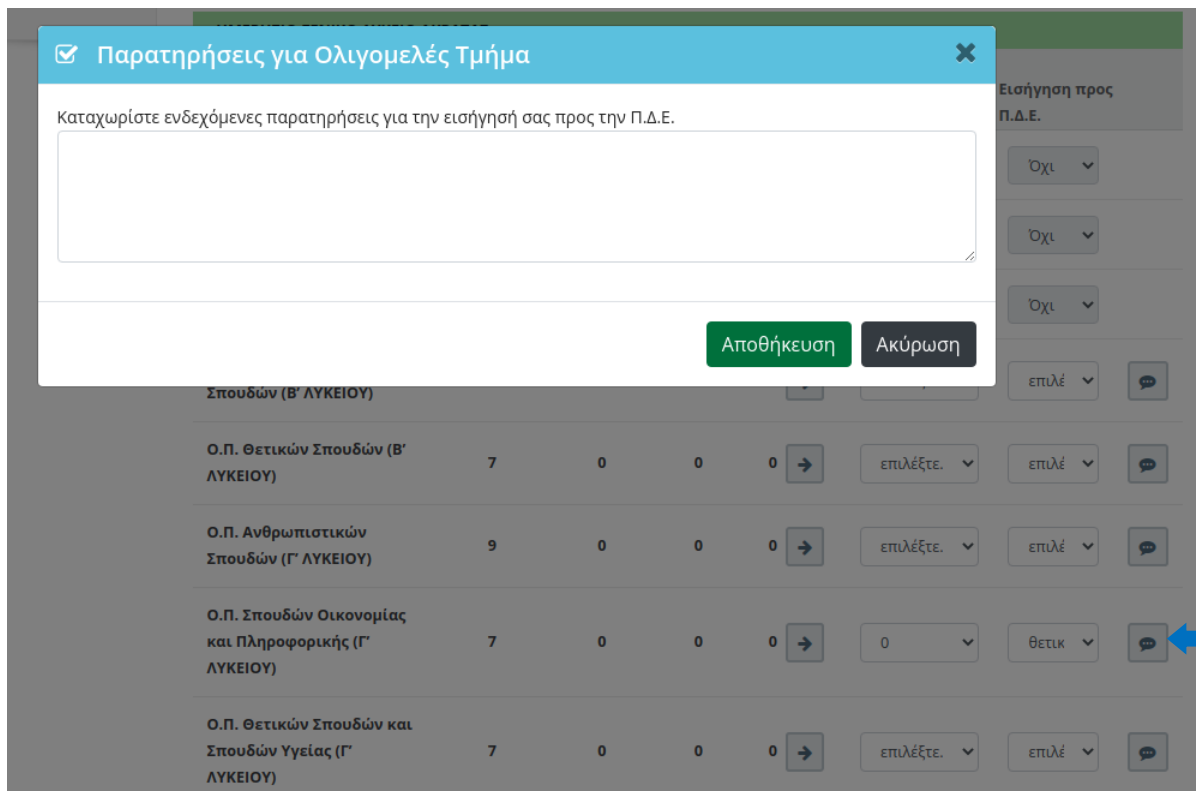 Παρατηρήσεις για Ολιγομελές Τμήμα
Εισήγηση προς
Π.Δ.Ε.
Καταχωρίστε ενδεχόμενες παρατηρήσεις για την εισήγησή σας προς την Π.Δ.Ε.
Όχι
Όχι
Όχι
Αποθήκευση Ακύρωση
Σπουδών (Β' ΛΥΚΕΙΟΥ) επιλέ
Ο.Π. Θετικών Σπουδών (Β'
ΛΥΚΕΙΟΥ) 7 0 0 0 επιλέξτε. επιλέ
Ο.Π. Ανθρωπιστικών
Σπουδών (Γ' ΛΥΚΕΙΟΥ) 9 0 0 0 επιλέξτε. επιλέ
Ο.Π. Σπουδών Οικονομίας
και Πληροφορικής (Γ' 7 0 0 0 0 θετικ
ΛΥΚΕΙΟΥ)
Ο.Π. Θετικών Σπουδών και
Σπουδών Υγείας (Γ' 7 0 0 0 επιλέξτε. επιλέ
ΛΥΚΕΙΟΥ)